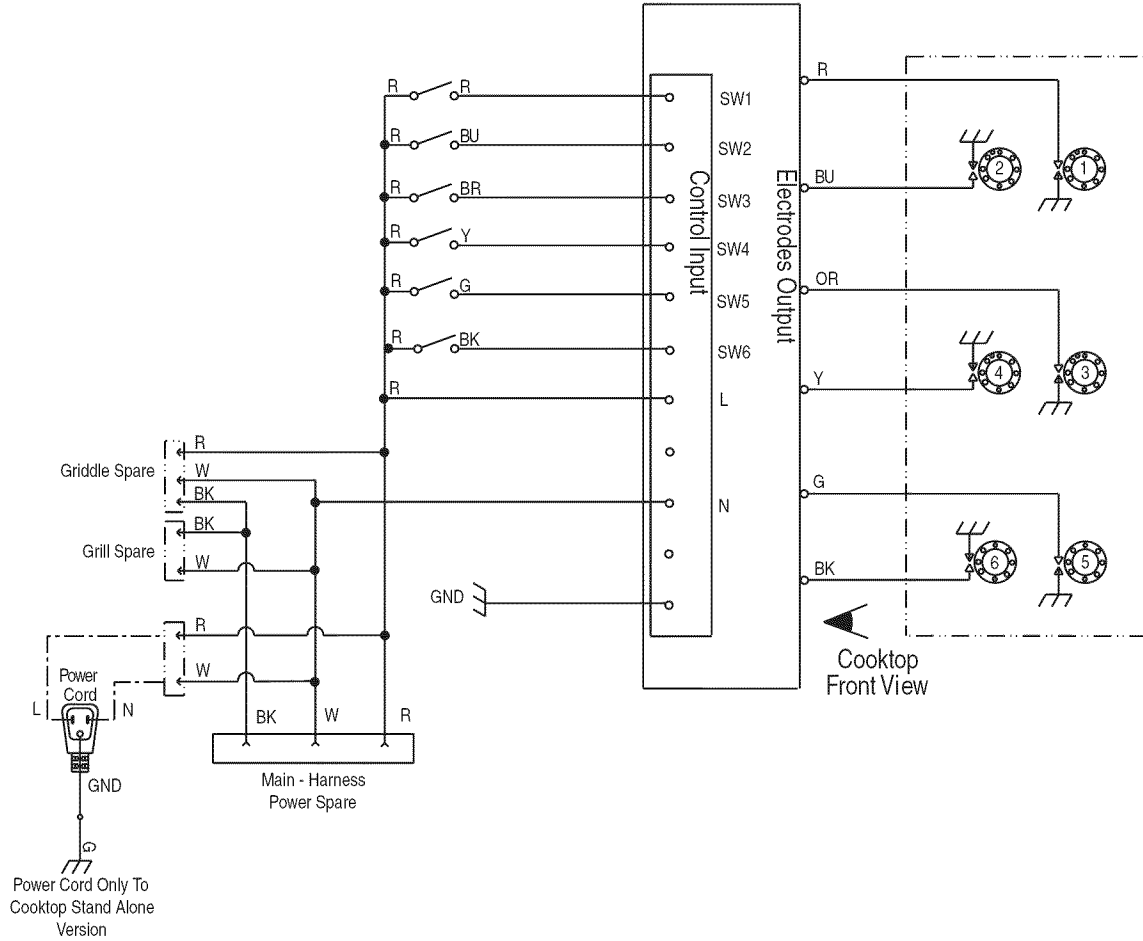 R
R
R
SW1
R
BU
SW2
2
1
BU
R
BR
SW3
R
Y
SW4
Control Input
Electrodes Output
R
G
SW5
OR
R
BK
SW6
4
3
R
L
Y
R
Griddle Spare
W
BK
N
G
BK
Grill Spare
W
6
5
BK
GND
R
W
Cooktop
Front View
Power
Cord
L
N
BK
W
R
Main - Harness
Power Spare
GND
G
Power Cord Only To
Cooktop Stand Alone
Version